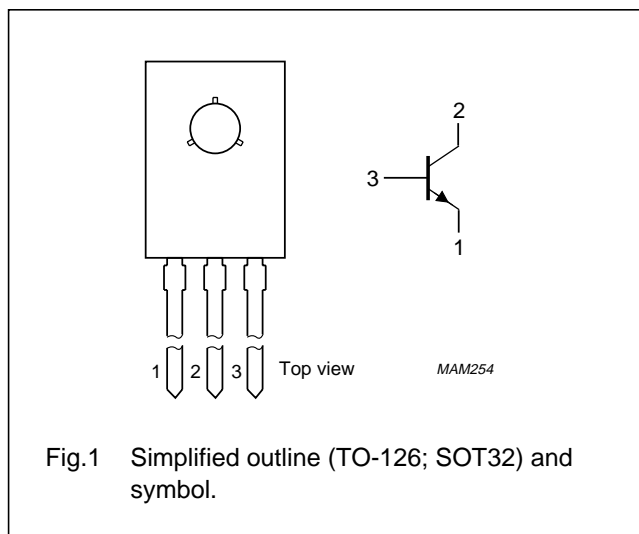 2
3
1
1 2 3 Top view MAM254
Fig.1 Simplified outline (TO-126; SOT32) and
symbol.